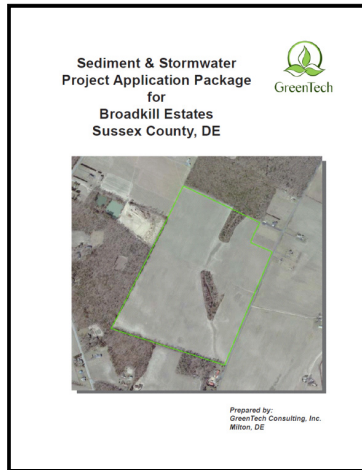 Sediment & Stormwater
Project Application Package
for
Broadkill Estates
Sussex County, DE
GreenTech
Prepared by:
GreenTech Consulting, Inc.
Milton, DE